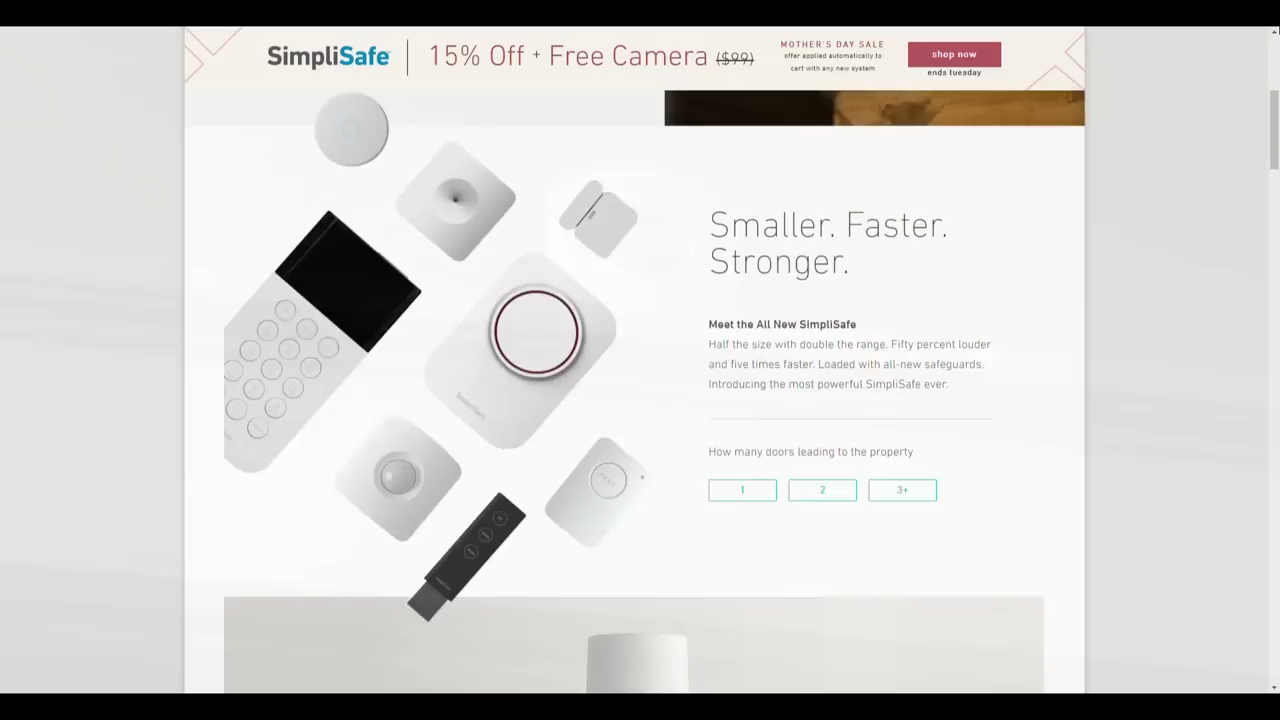 SimpliSafe
15% Off + Free Camera ($99)
MOTHER'S DAY SALE
offer applied automatically to
cart with any new system
shop now
ends tuesday
Smaller. Faster.
Stronger.
Meet the All New SimpliSafe
Half the size with double the range. Fifty percent louder
and five times faster. Loaded with all-new safeguards.
Introducing the most powerful SimpliSafe ever.
How many doors leading to the property
1
2
3+
SimpliSafe